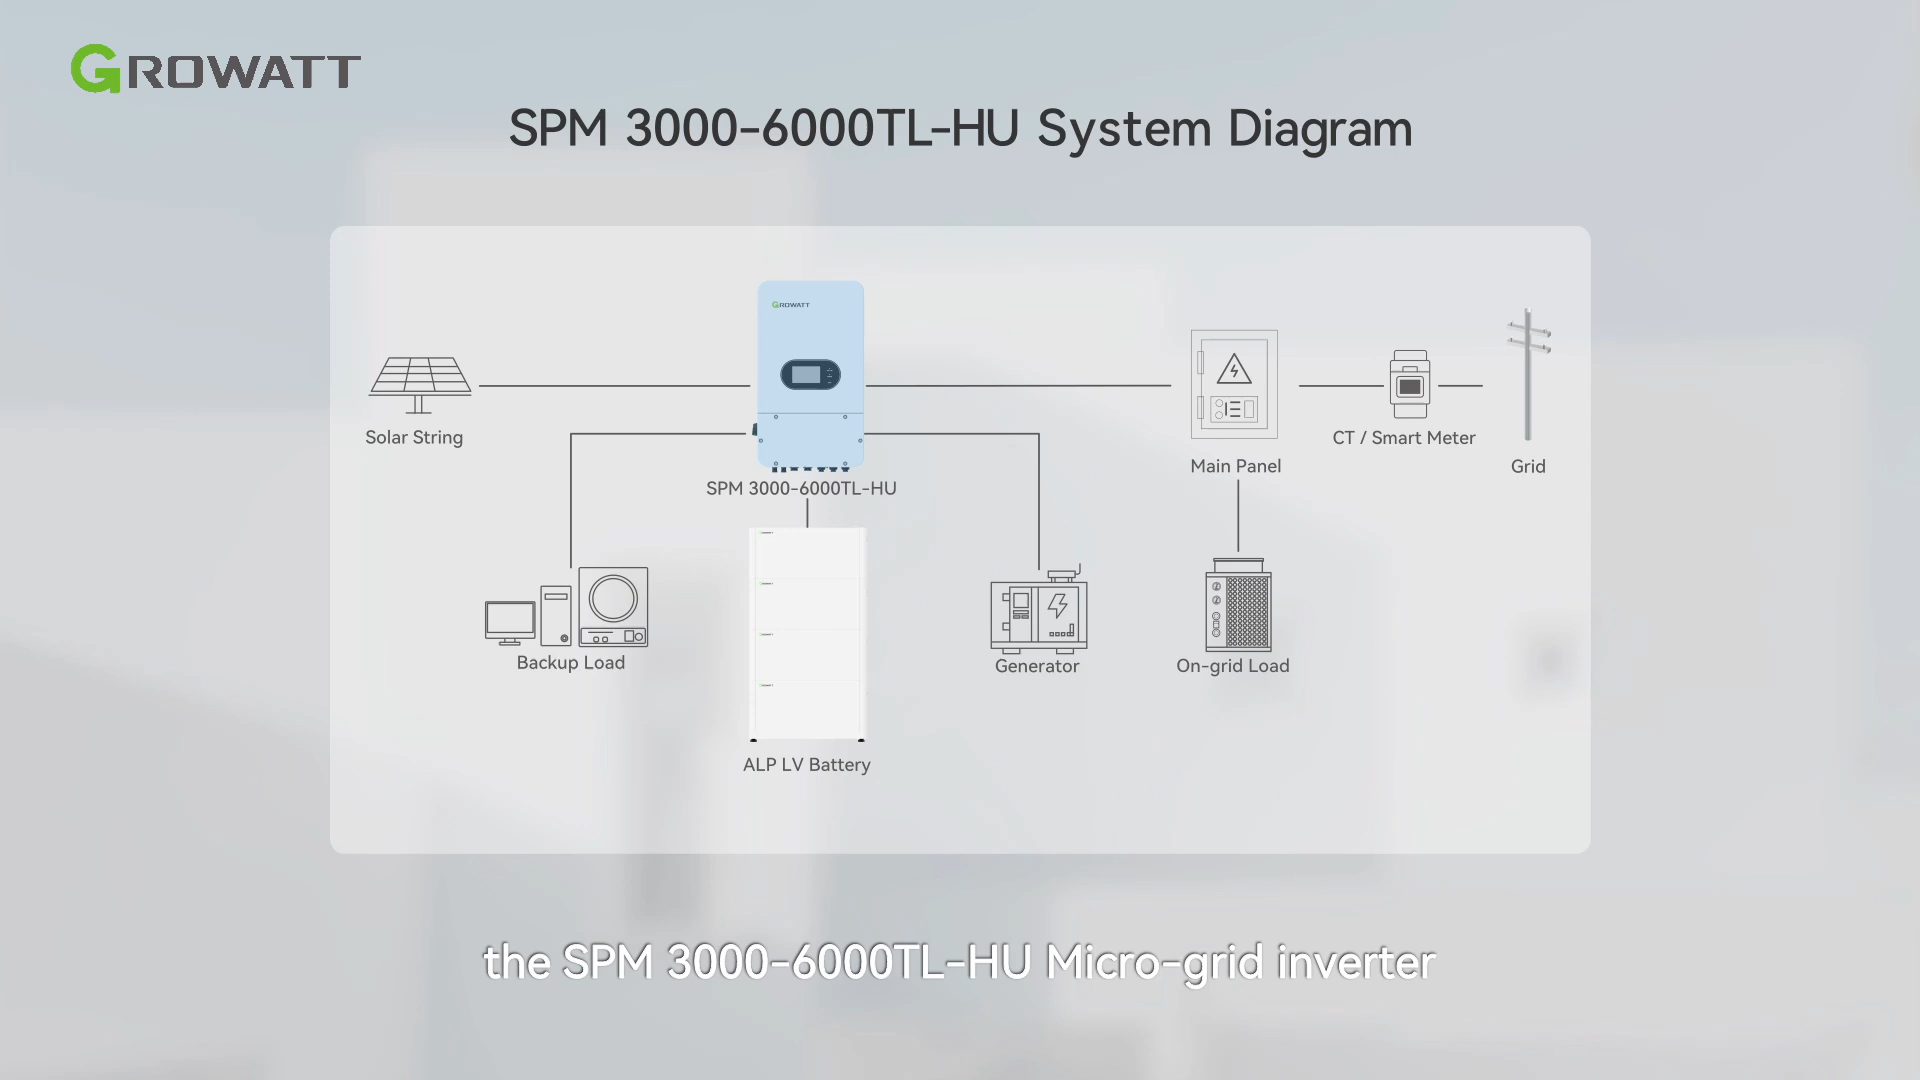 GROWATT
SPM 3000-6000TL-HU System Diagram
GROWATT
Solar String
CT / Smart Meter
Main Panel
Grid
SPM 3000-6000TL-HU
Backup Load
Generator
On-grid Load
ALP LV Battery
the SPM 3000-6000TL-HU Micro-grid inverter